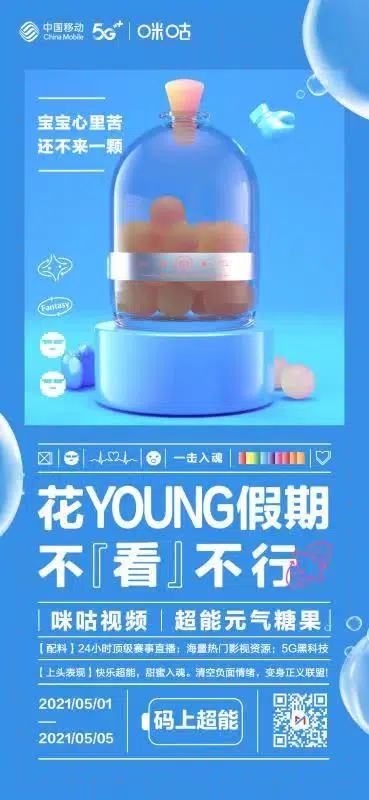 中国移动
China Mobile
5G+
咪咕
宝宝心里苦
还不来一颗
Fantasy
一击入魂
花YOUNG假期
不『看』不行
咪咕视频
超能元气糖果
【配料】24小时顶级赛事直播；海量热门影视资源；5G黑科技
【上头表现】快乐超能，甜蜜入魂。清空负面情绪，变身正义联盟!
2021/05/01
—
2021/05/05
码上超能